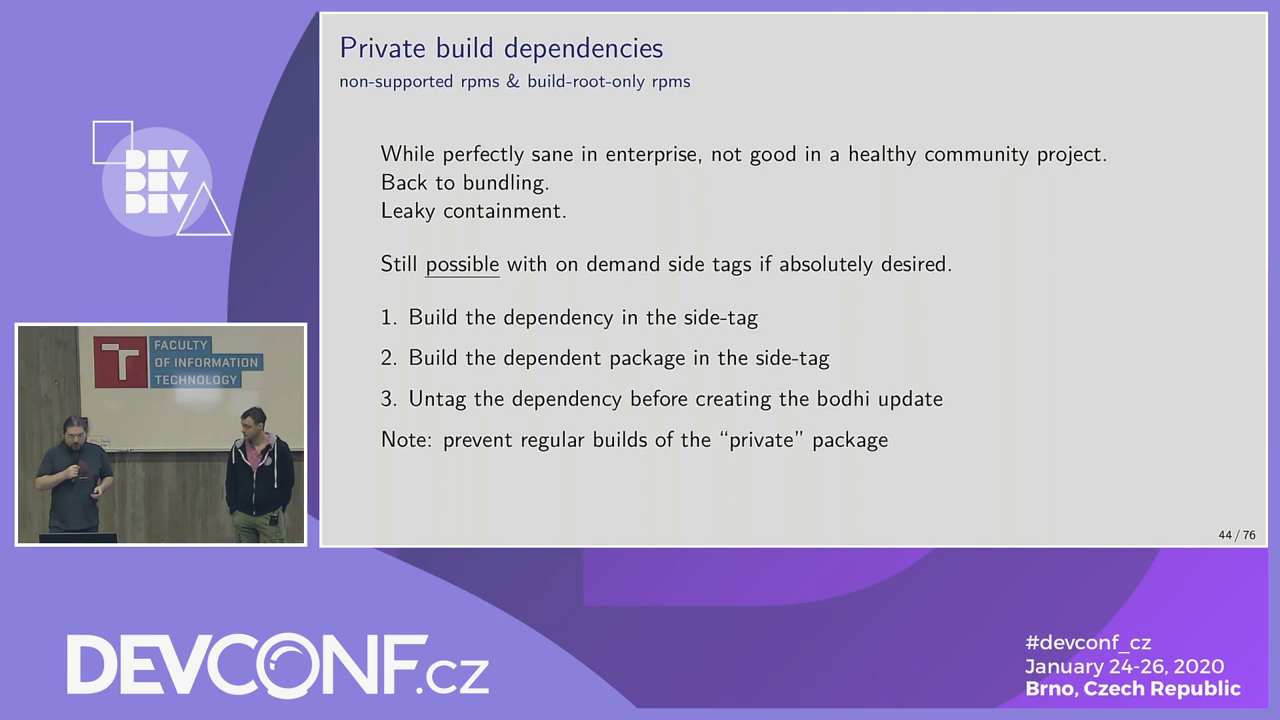 Private build dependencies
non-supported rpms & build-root-only rpms
While perfectly sane in enterprise, not good in a healthy community project.
Back to bundling.
Leaky containment.
Still possible with on demand side tags if absolutely desired.
1. Build the dependency in the side-tag
2. Build the dependent package in the side-tag
3. Untag the dependency before creating the bodhi update
Note: prevent regular builds of the “private” package
44 / 76
DEV
DEV
DEV
FACULTY
OF INFORMATION
TECHNOLOGY
DEVCONF.cz
#devconf_cz
January 24-26, 2020
Brno, Czech Republic